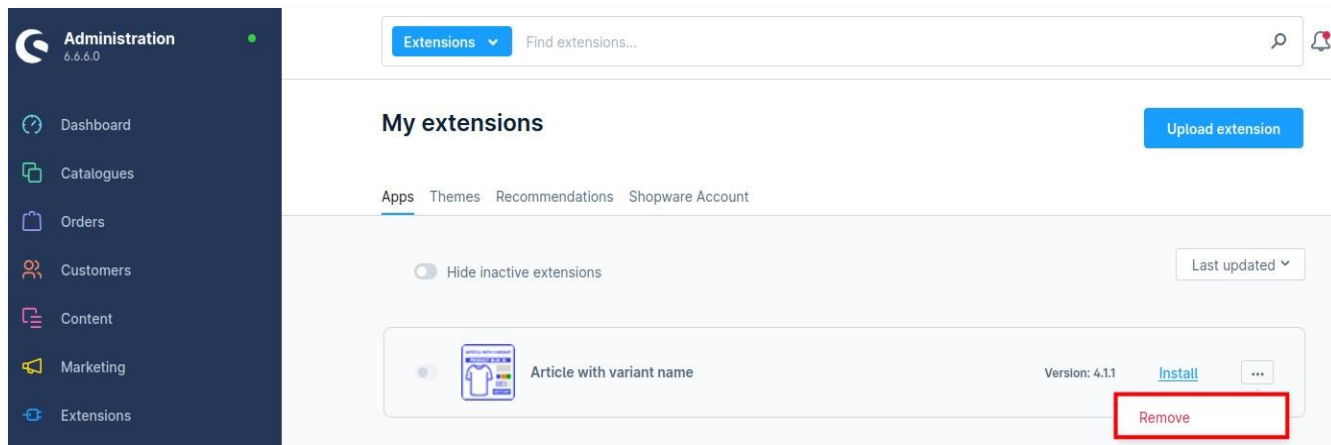 Administration
6.6.6.0
Extensions
Find extensions...
Dashboard
My extensions
Upload extension
Catalogues
Apps Themes Recommendations Shopware Account
Orders
Customers
Hide inactive extensions
Last updated
Content
Marketing
Article with variant name
Version: 4.1.1
Install
...
Extensions
Remove